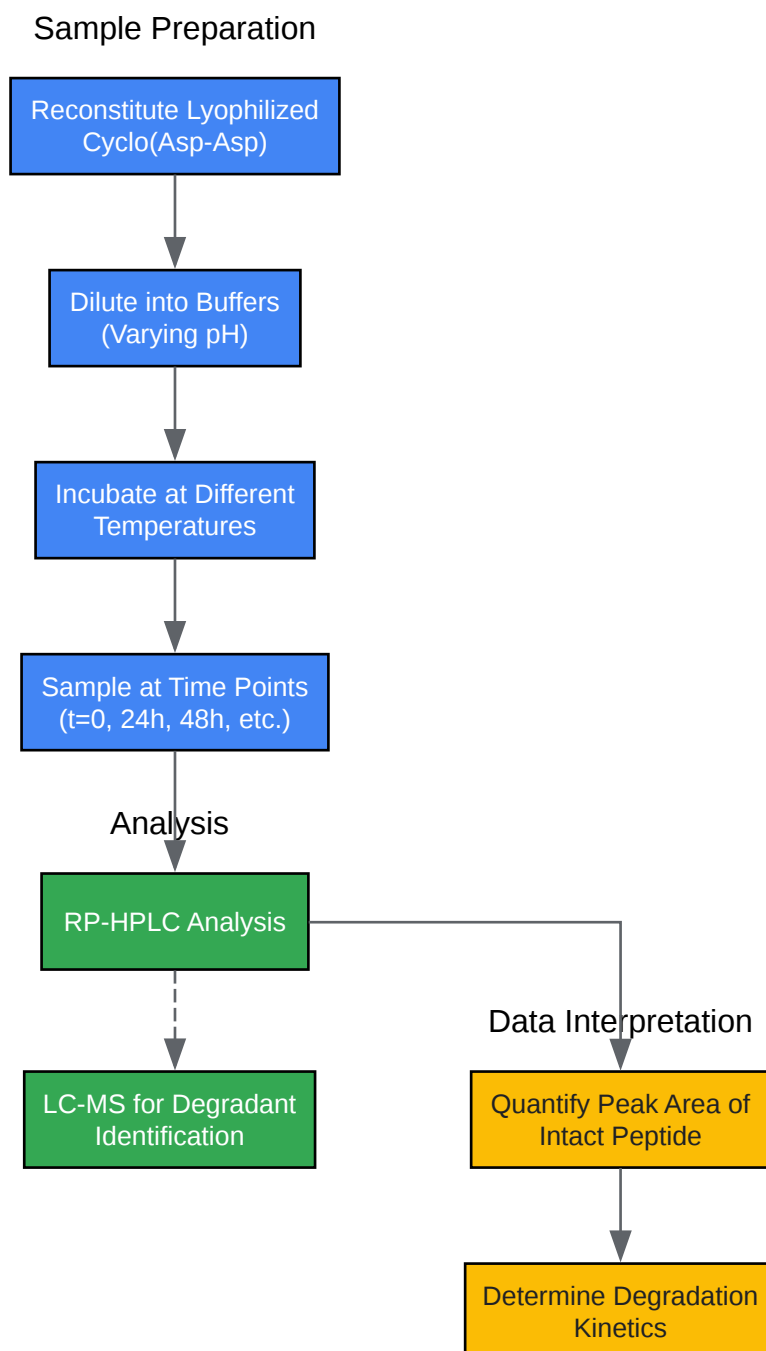 Sample Preparation
Reconstitute Lyophilized
Cyclo(Asp-Asp)
Dilute into Buffers
(Varying pH)
Incubate at Different
Temperatures
Sample at Time Points
(t=0, 24h, 48h, etc.)
Analysis
RP-HPLC Analysis
LC-MS for Degradant
Identification
Data Interpretation
Quantify Peak Area of
Intact Peptide
Determine Degradation
Kinetics